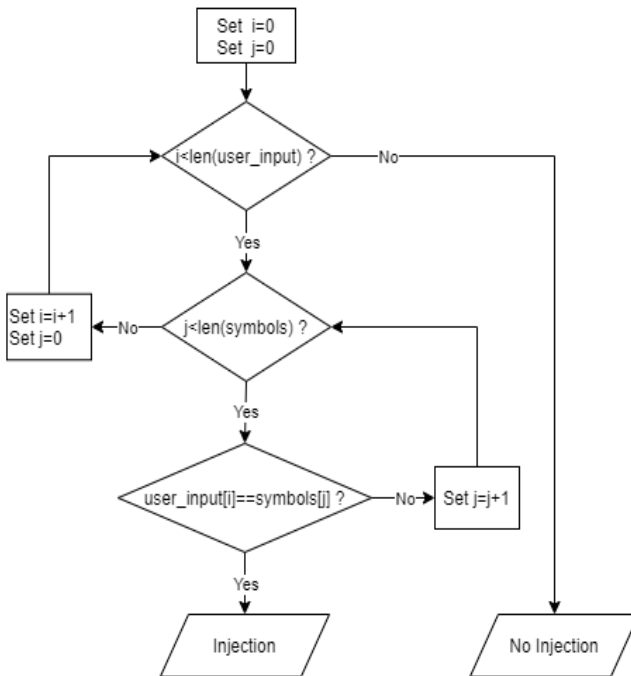 Set i=0
Set j=0
i<len(user_input) ?
No
Yes
Set i=i+1
Set j=0
No
j<len(symbols) ?
Yes
user_input[i]==symbols[j] ?
No
Set j=j+1
Yes
Injection
No Injection